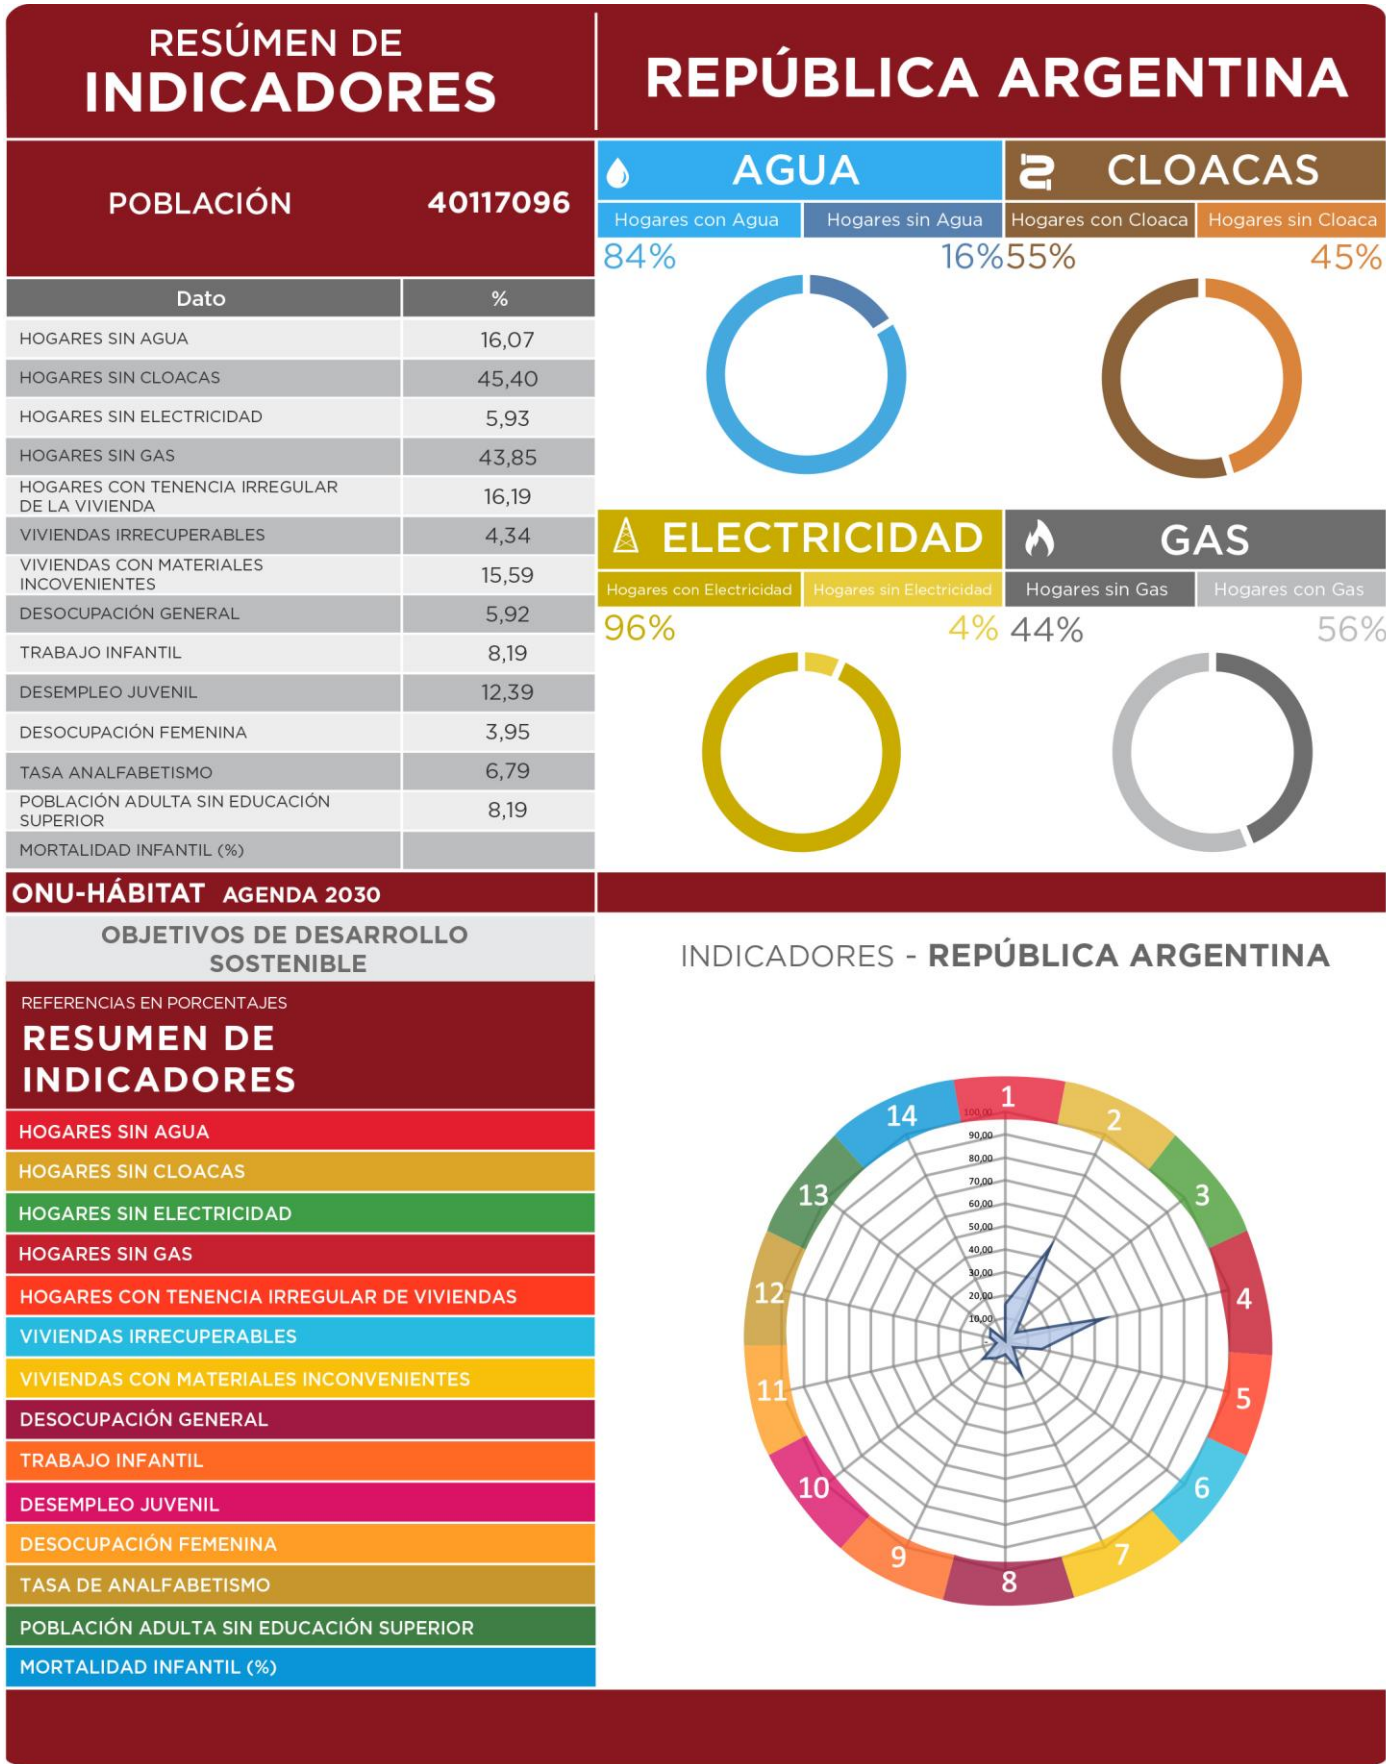 RESÚMEN DE
INDICADORES
REPÚBLICA ARGENTINA
POBLACIÓN 40117096
Dato %
HOGARES SIN AGUA 16,07
HOGARES SIN CLOACAS 45,40
HOGARES SIN ELECTRICIDAD 5,93
HOGARES SIN GAS 43,85
HOGARES CON TENENCIA IRREGULAR
DE LA VIVIENDA 16,19
VIVIENDAS IRRECUPERABLES 4,34
VIVIENDAS CON MATERIALES
INCOVENIENTES 15,59
DESOCUPACIÓN GENERAL 5,92
TRABAJO INFANTIL 8,19
DESEMPLEO JUVENIL 12,39
DESOCUPACIÓN FEMENINA 3,95
TASA ANALFABETISMO 6,79
POBLACIÓN ADULTA SIN EDUCACIÓN
SUPERIOR 8,19
MORTALIDAD INFANTIL (%)
AGUA
Hogares con Agua Hogares sin Agua
84% 16%
CLOACAS
Hogares con Cloaca Hogares sin Cloaca
55% 45%
ELECTRICIDAD
Hogares con Electricidad Hogares sin Electricidad
96% 4%
GAS
Hogares sin Gas Hogares con Gas
44% 56%
ONU-HÁBITAT AGENDA 2030
OBJETIVOS DE DESARROLLO
SOSTENIBLE
REFERENCIAS EN PORCENTAJES
RESUMEN DE
INDICADORES
HOGARES SIN AGUA
HOGARES SIN CLOACAS
HOGARES SIN ELECTRICIDAD
HOGARES SIN GAS
HOGARES CON TENENCIA IRREGULAR DE VIVIENDAS
VIVIENDAS IRRECUPERABLES
VIVIENDAS CON MATERIALES INCONVENIENTES
DESOCUPACIÓN GENERAL
TRABAJO INFANTIL
DESEMPLEO JUVENIL
DESOCUPACIÓN FEMENINA
TASA DE ANALFABETISMO
POBLACIÓN ADULTA SIN EDUCACIÓN SUPERIOR
MORTALIDAD INFANTIL (%)
INDICADORES - REPÚBLICA ARGENTINA
1
2
3
4
5
6
7
8
9
10
11
12
13
14
100,00
90,00
80,00
70,00
60,00
50,00
40,00
30,00
20,00
10,00
-